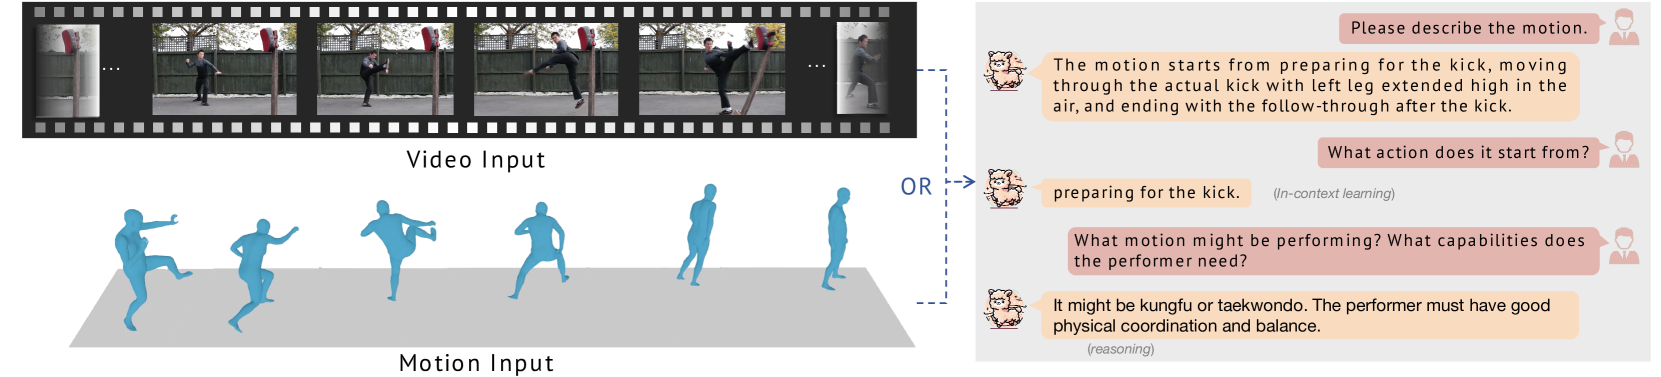 ...
...
Video Input
OR
Motion Input
Please describe the motion.
The motion starts from preparing for the kick, moving
through the actual kick with left leg extended high in the
air, and ending with the follow-through after the kick.
What action does it start from?
preparing for the kick.
(In-context learning)
What motion might be performing? What capabilities does
the performer need?
It might be kungfu or taekwondo. The performer must have good
physical coordination and balance.
(reasoning)